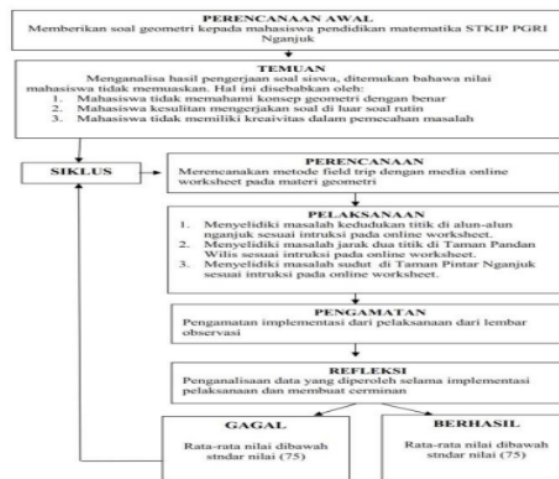 PERENCANAAN AWAL
Memberikan soal geometri kepada mahasiswa pendidikan matematika STKIP PGRI
Nganjuk
TEMUAN
Menganalisa hasil pengerjaan soal siswa, ditemukan bahawa nilai
mahasiswa tidak memuaskan. Hal ini disebabkan oleh:
1. Mahasiswa tidak memahami konsep geometri dengan benar
2. Mahasiswa kesulitan mengerjakan soal di luar soal rutin
3. Mahasiswa tidak memiliki kreaivitas dalam pemecahan masalah
SIKLUS
PERENCANAAN
Merencanakan metode field trip dengan media online
worksheet pada materi geometri
PELAKSANAAN
1. Menyelidiki masalah kedudukan titik di alun-alun
nganjuk sesuai intruksi pada online worksheet.
2. Menyelidiki masalah jarak dua titik di Taman Pandan
Wilis sesuai intruksi pada online worksheet.
3. Menyelidiki masalah sudut di Taman Pintar Nganjuk
sesuai intruksi pada online worksheet.
PENGAMATAN
Pengamatan implementasi dari pelaksanaan dari lembar
observasi
REFLEKSI
Penganalisaan data yang diperoleh selama implementasi
pelaksanaan dan membuat cerminan
GAGAL
Rata-rata nilai dibawah
stndar nilai (75)
BERHASIL
Rata-rata nilai dibawah
stndar nilai (75)